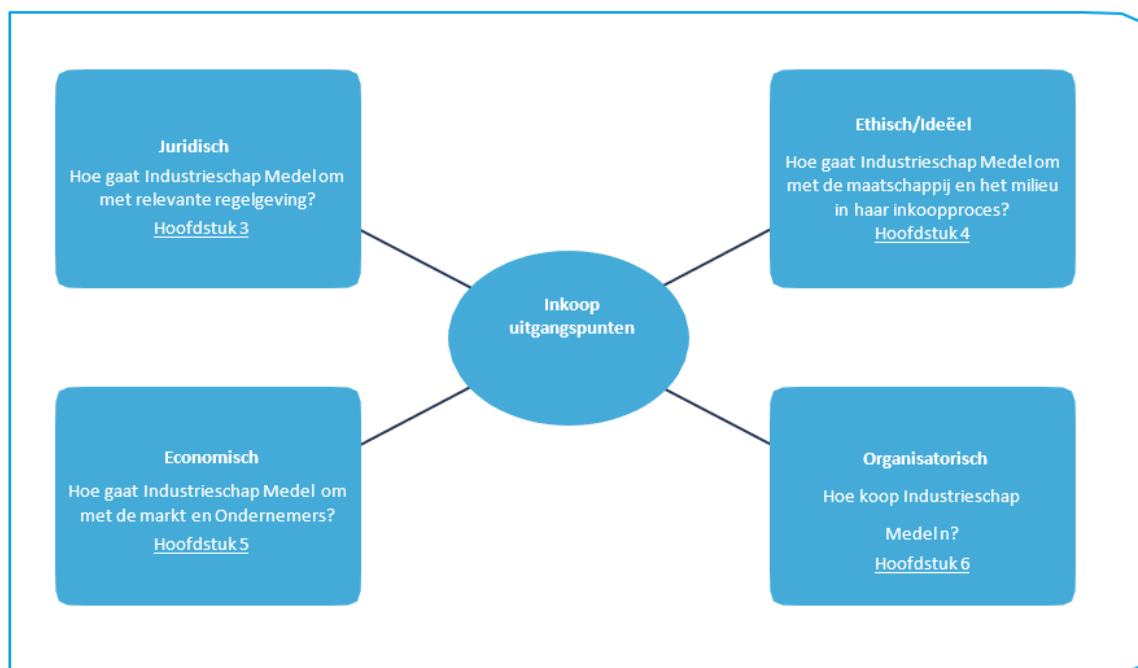 Juridisch
Hoe gaat Industrieschap Medel om
met relevante regelgeving?
Hoofdstuk 3
Ethisch/Ideëel
Hoe gaat Industrieschap Medel om
met de maatschappij en het milieu
in haar inkoopproces?
Hoofdstuk 4
Inkoop
uitgangspunten
Economisch
Hoe gaat Industrieschap Medel om
met de markt en Ondernemers?
Hoofdstuk 5
Organisatorisch
Hoe koop Industrieschap
Medel n?
Hoofdstuk 6